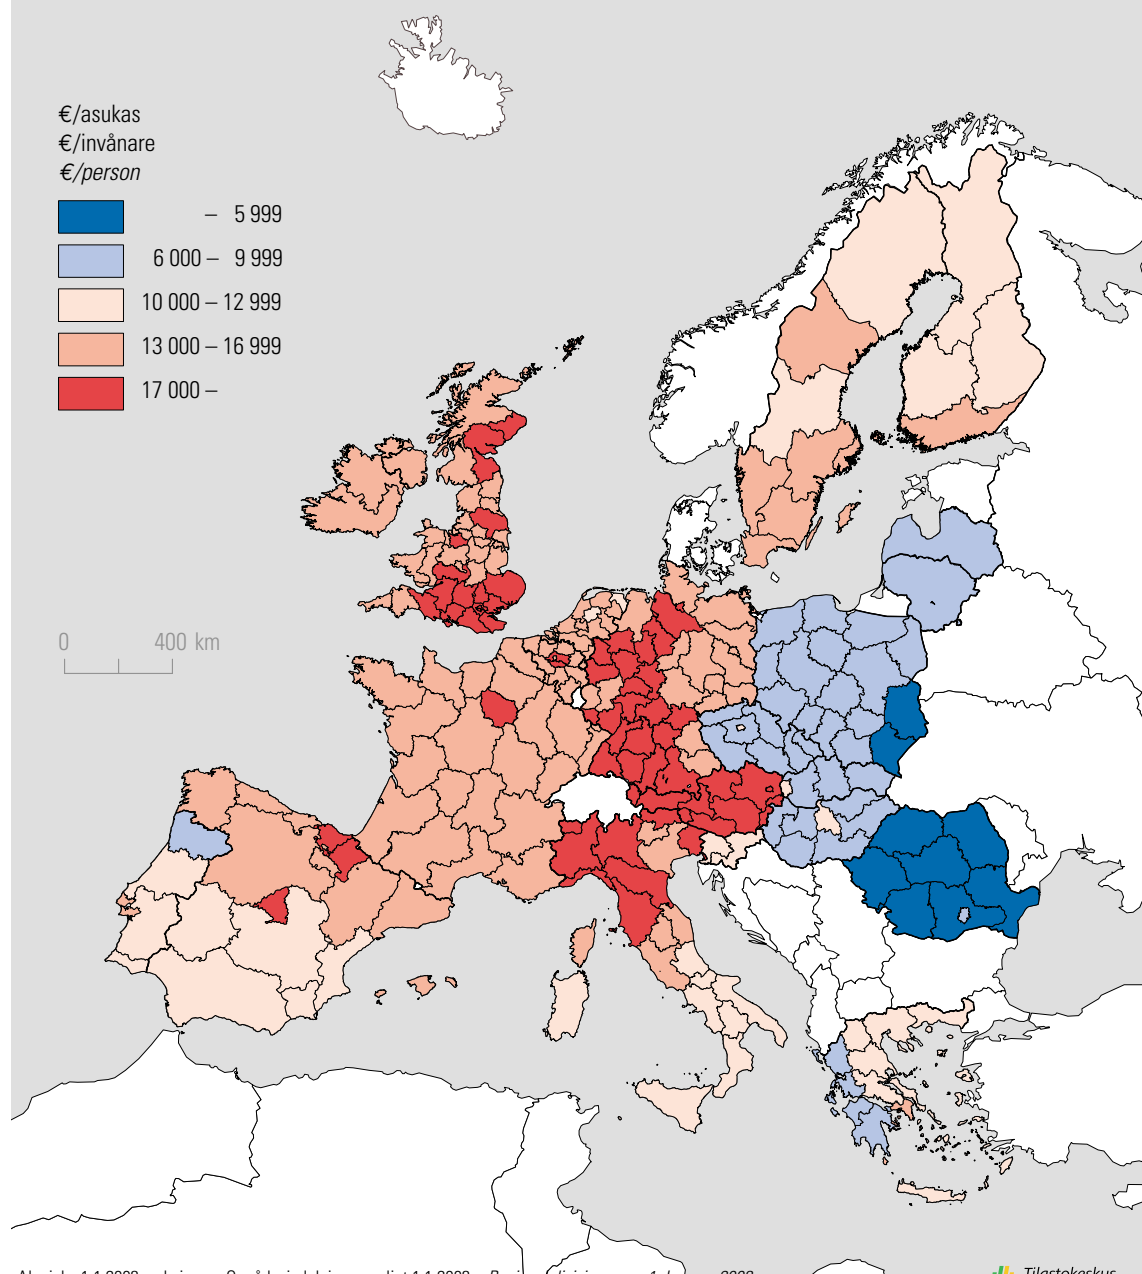 €/asukas
€/invånare
€/person
– 5 999
6 000 – 9 999
10 000 – 12 999
13 000 – 16 999
17 000 –
0 400 km
Tilastokeskus